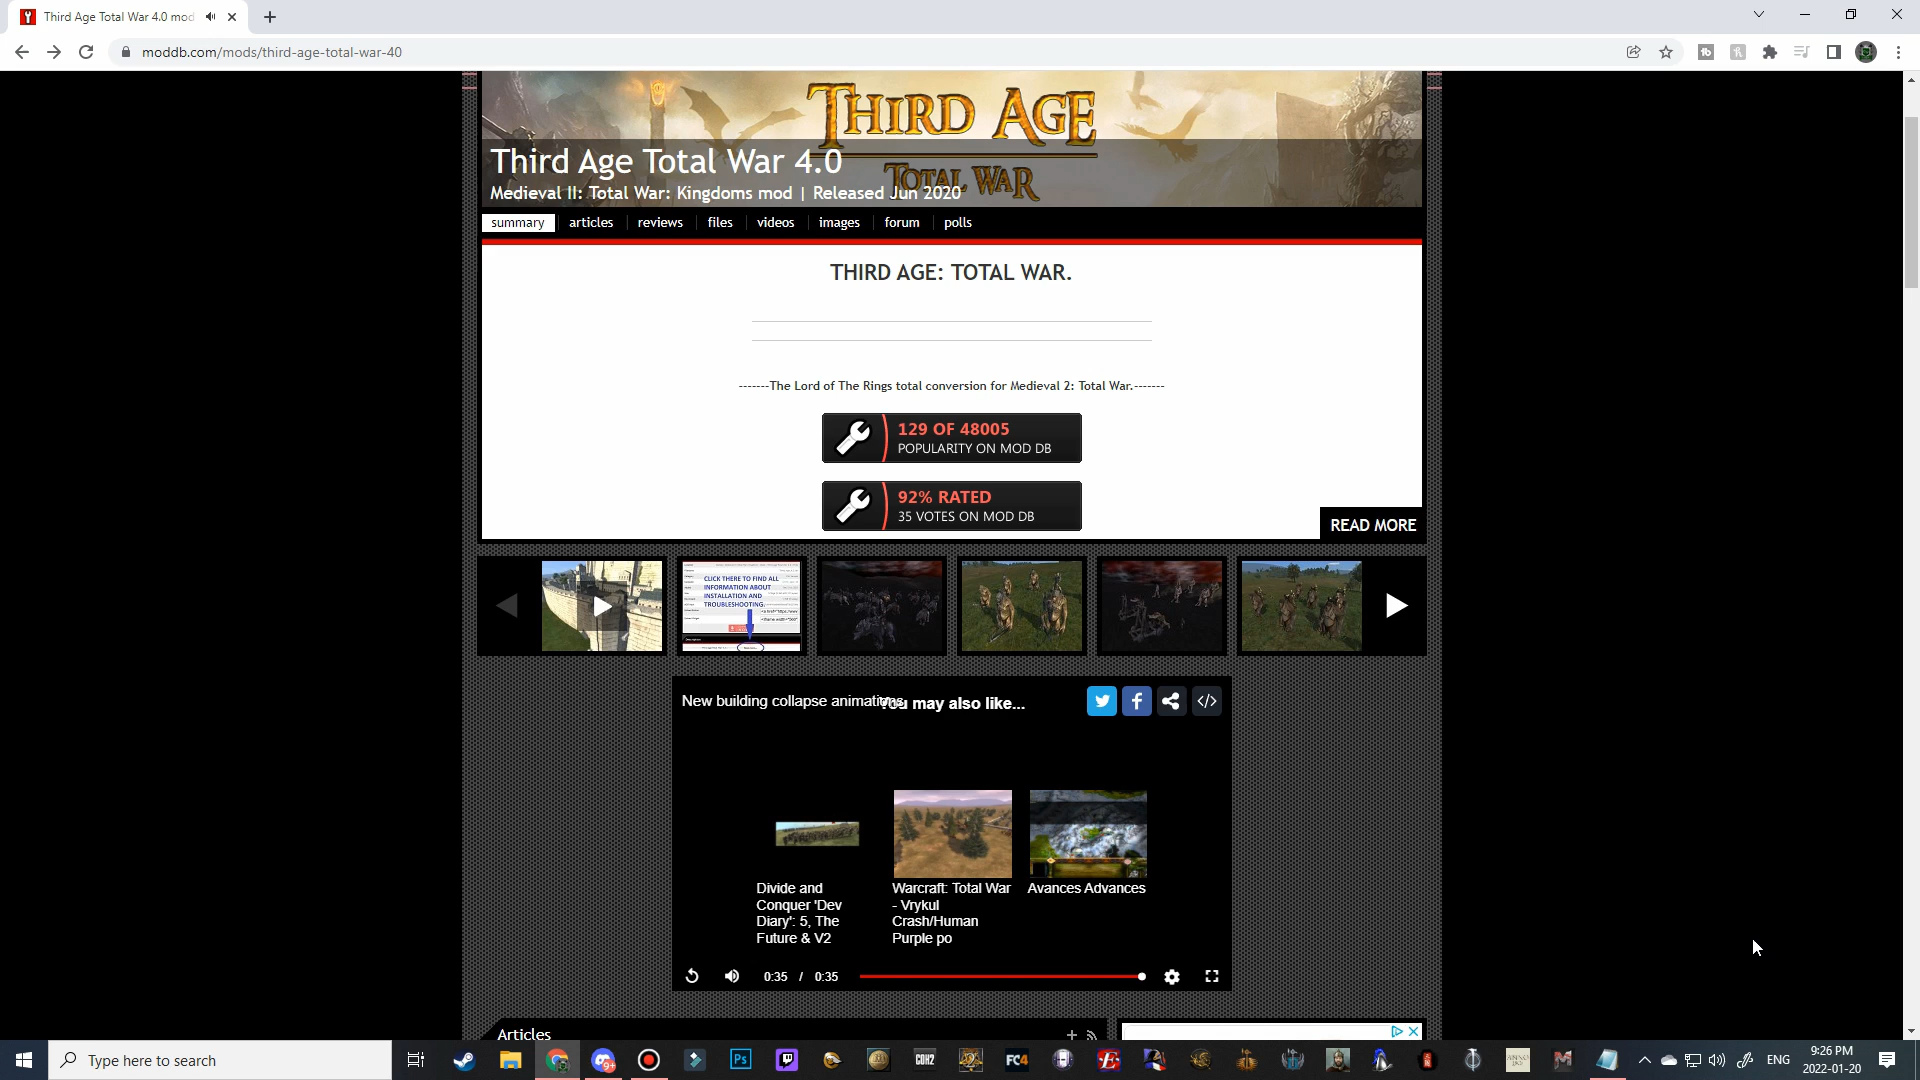 Third Age Total War 4.0 mod
moddb.com/mods/third-age-total-war-40
THIRD AGE
TOTAL WAR
Third Age Total War 4.0
Medieval II: Total War: Kingdoms mod | Released Jun 2020
summary articles reviews files videos images forum polls
THIRD AGE: TOTAL WAR.
-------The Lord of The Rings total conversion for Medieval 2: Total War.-------
129 OF 48005
POPULARITY ON MOD DB
92% RATED
35 VOTES ON MOD DB
READ MORE
CLICK THERE TO FIND ALL
INFORMATION ABOUT
INSTALLATION AND
TROUBLESHOOTING.
New building collapse animations
You may also like...
Divide and
Conquer 'Dev
Diary': 5, The
Future & V2
Warcraft: Total War
- Vrykul
Crash/Human
Purple po
Avances Advances
0:35 / 0:35
Articles
Type here to search
9+
Ps
COH2
FC4
ENG
9:26 PM
2022-01-20